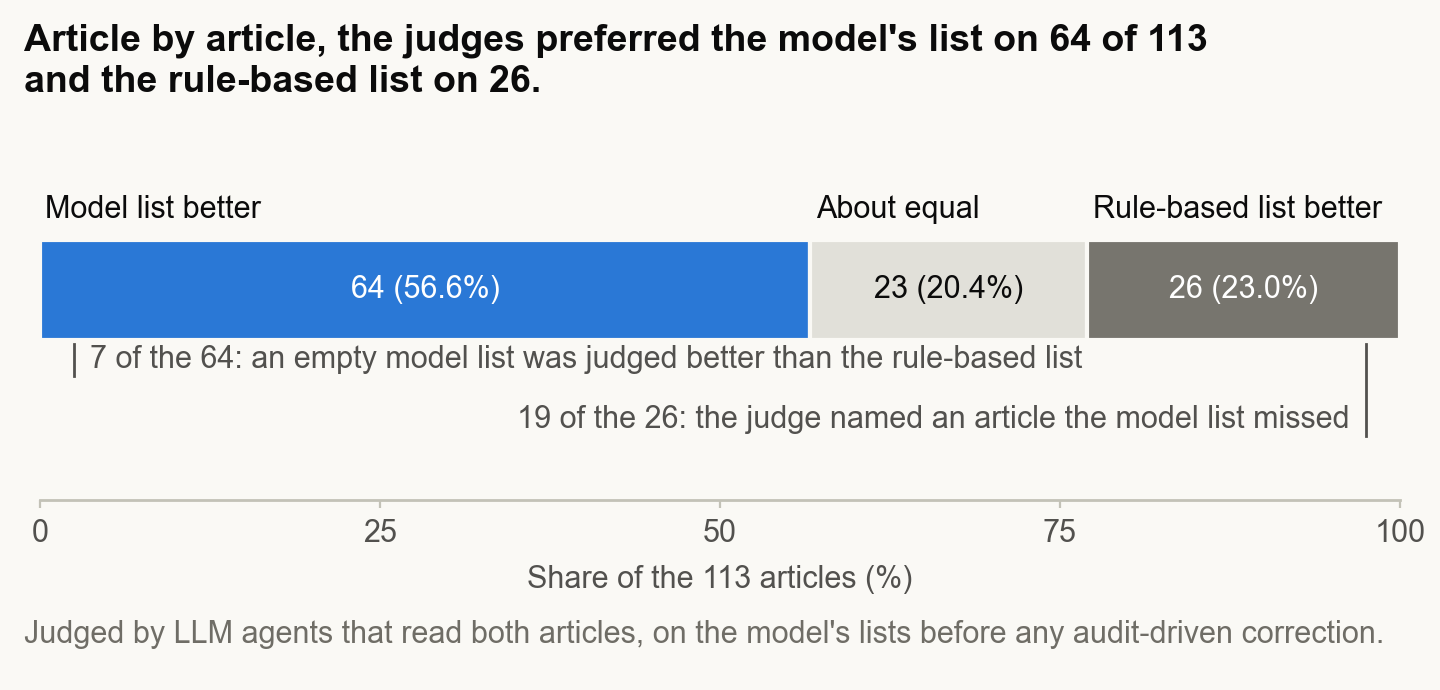 Article by article, the judges preferred the model's list on 64 of 113
and the rule-based list on 26.
Model list better
About equal
Rule-based list better
64 (56.6%)
23 (20.4%)
26 (23.0%)
7 of the 64: an empty model list was judged better than the rule-based list
19 of the 26: the judge named an article the model list missed
0
25
50
75
100
Share of the 113 articles (%)
Judged by LLM agents that read both articles, on the model's lists before any audit-driven correction.